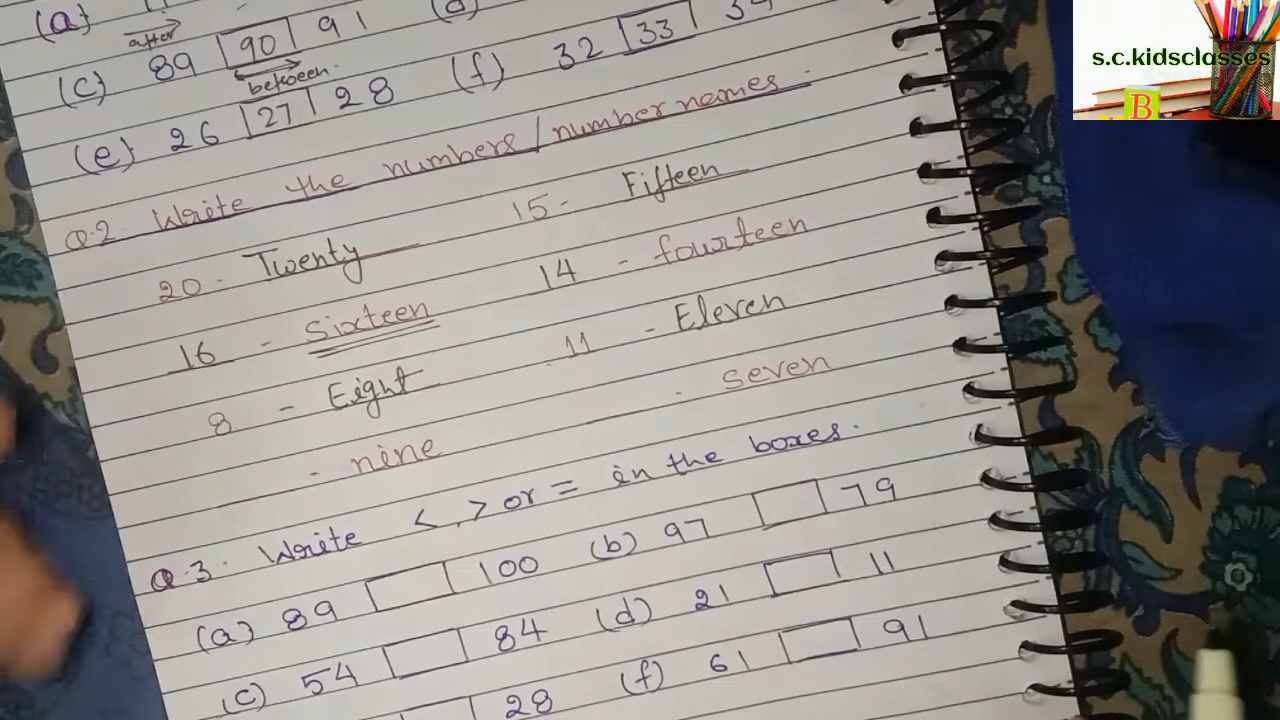 (a)
after
(c) 89 90 91
between.
(e) 26 27 28 (f) 32 33 34
Q.2 Write the numbers/number names.
20 - Twenty 15 - Fifteen
16 - Sixteen 14 - fourteen
8 - Eight 11 - Eleven
- nine - seven
Q.3. Write <, > or = in the boxes.
(a) 89 100 (b) 97 79
(c) 54 84 (d) 21 11
28 (f) 61 91
s.c.kidsclasses
B